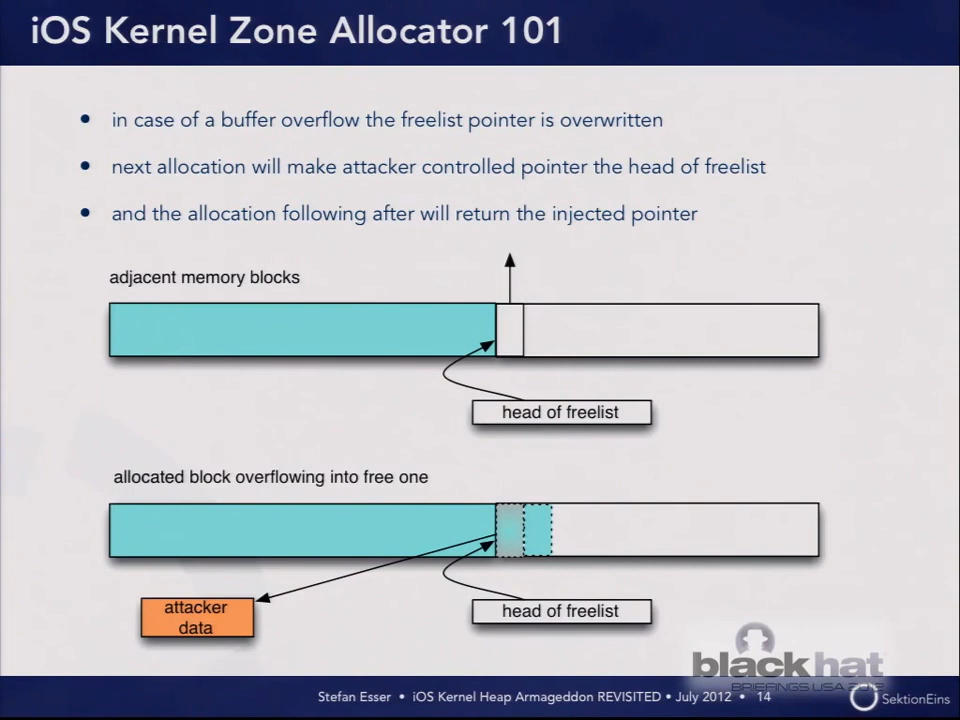 iOS Kernel Zone Allocator 101
• in case of a buffer overflow the freelist pointer is overwritten
• next allocation will make attacker controlled pointer the head of freelist
• and the allocation following after will return the injected pointer
adjacent memory blocks
head of freelist
allocated block overflowing into free one
attacker
data
head of freelist
blackhat
BRIEFINGS USA 2012
Stefan Esser • iOS Kernel Heap Armageddon REVISITED • July 2012 • 14
SektionEins